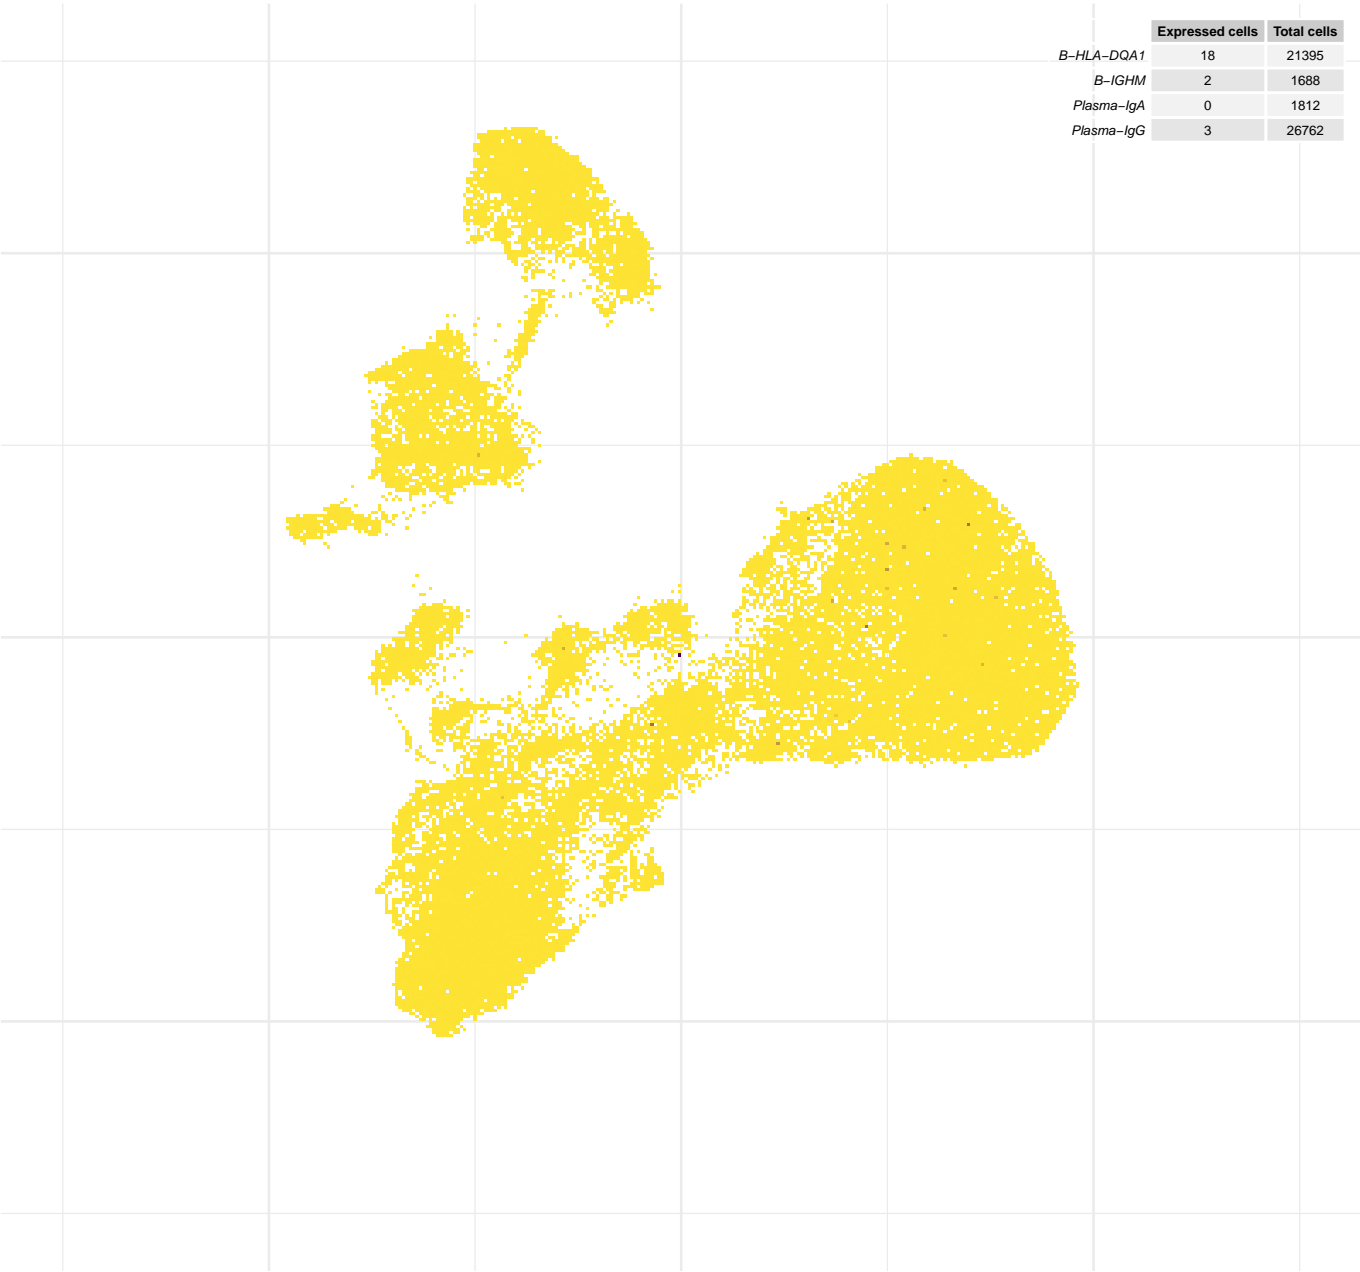 Expressed cells Total cells
B−HLA−DQA1 18 21395
B−IGHM 2 1688
Plasma−IgA 0 1812
Plasma−IgG 3 26762